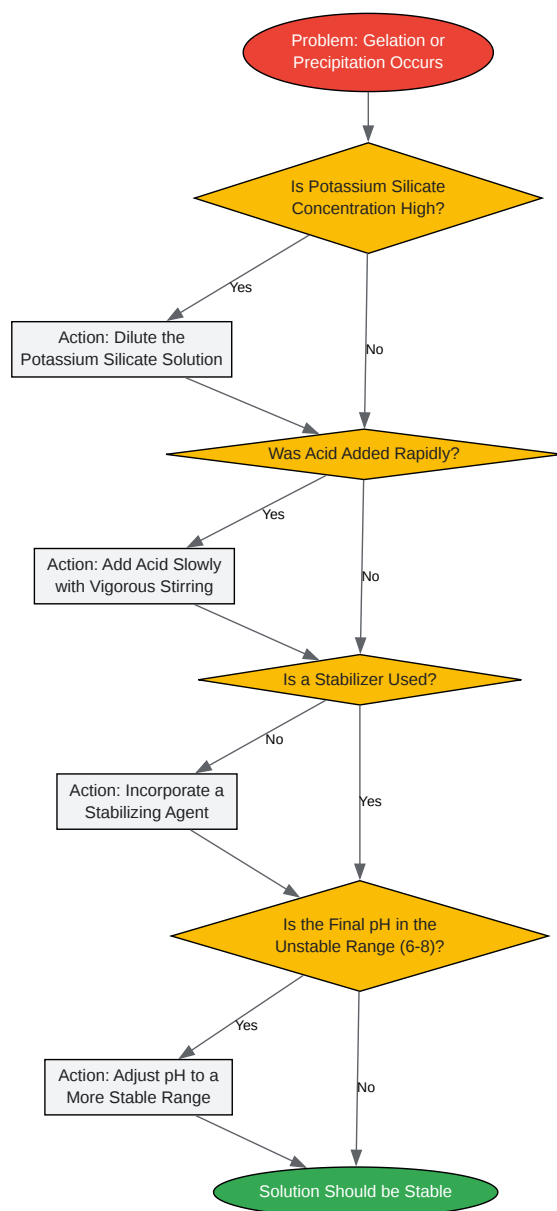 Problem: Gelation or
Precipitation Occurs
Is Potassium Silicate
Concentration High?
Yes
Action: Dilute the
Potassium Silicate Solution
No
Was Acid Added Rapidly?
Yes
Action: Add Acid Slowly
with Vigorous Stirring
No
Is a Stabilizer Used?
No
Action: Incorporate a
Stabilizing Agent
Yes
Is the Final pH in the
Unstable Range (6-8)?
Yes
Action: Adjust pH to a
More Stable Range
No
Solution Should be Stable